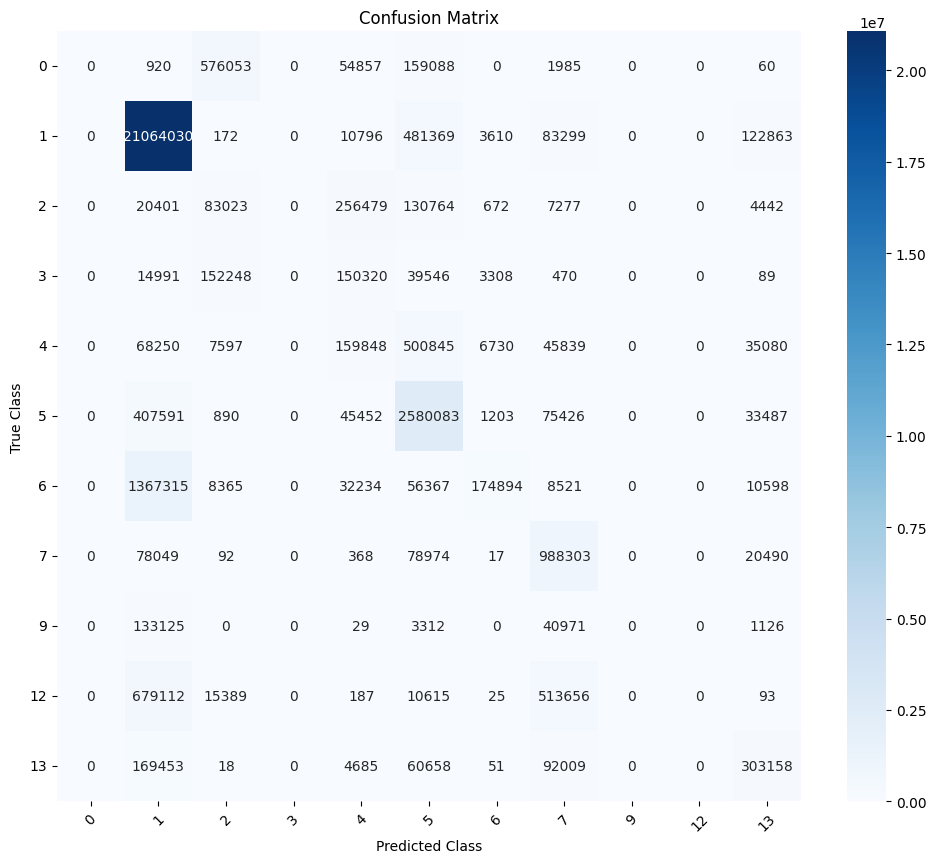 Confusion Matrix
1e7
0 0 920 576053 0 54857 159088 0 1985 0 0 60
1 0 21064030 172 0 10796 481369 3610 83299 0 0 122863
2 0 20401 83023 0 256479 130764 672 7277 0 0 4442
3 0 14991 152248 0 150320 39546 3308 470 0 0 89
4 0 68250 7597 0 159848 500845 6730 45839 0 0 35080
5 0 407591 890 0 45452 2580083 1203 75426 0 0 33487
6 0 1367315 8365 0 32234 56367 174894 8521 0 0 10598
7 0 78049 92 0 368 78974 17 988303 0 0 20490
9 0 133125 0 0 29 3312 0 40971 0 0 1126
12 0 679112 15389 0 187 10615 25 513656 0 0 93
13 0 169453 18 0 4685 60658 51 92009 0 0 303158
0 1 2 3 4 5 6 7 9 12 13
Predicted Class
True Class
2.00
1.75
1.50
1.25
1.00
0.75
0.50
0.25
0.00